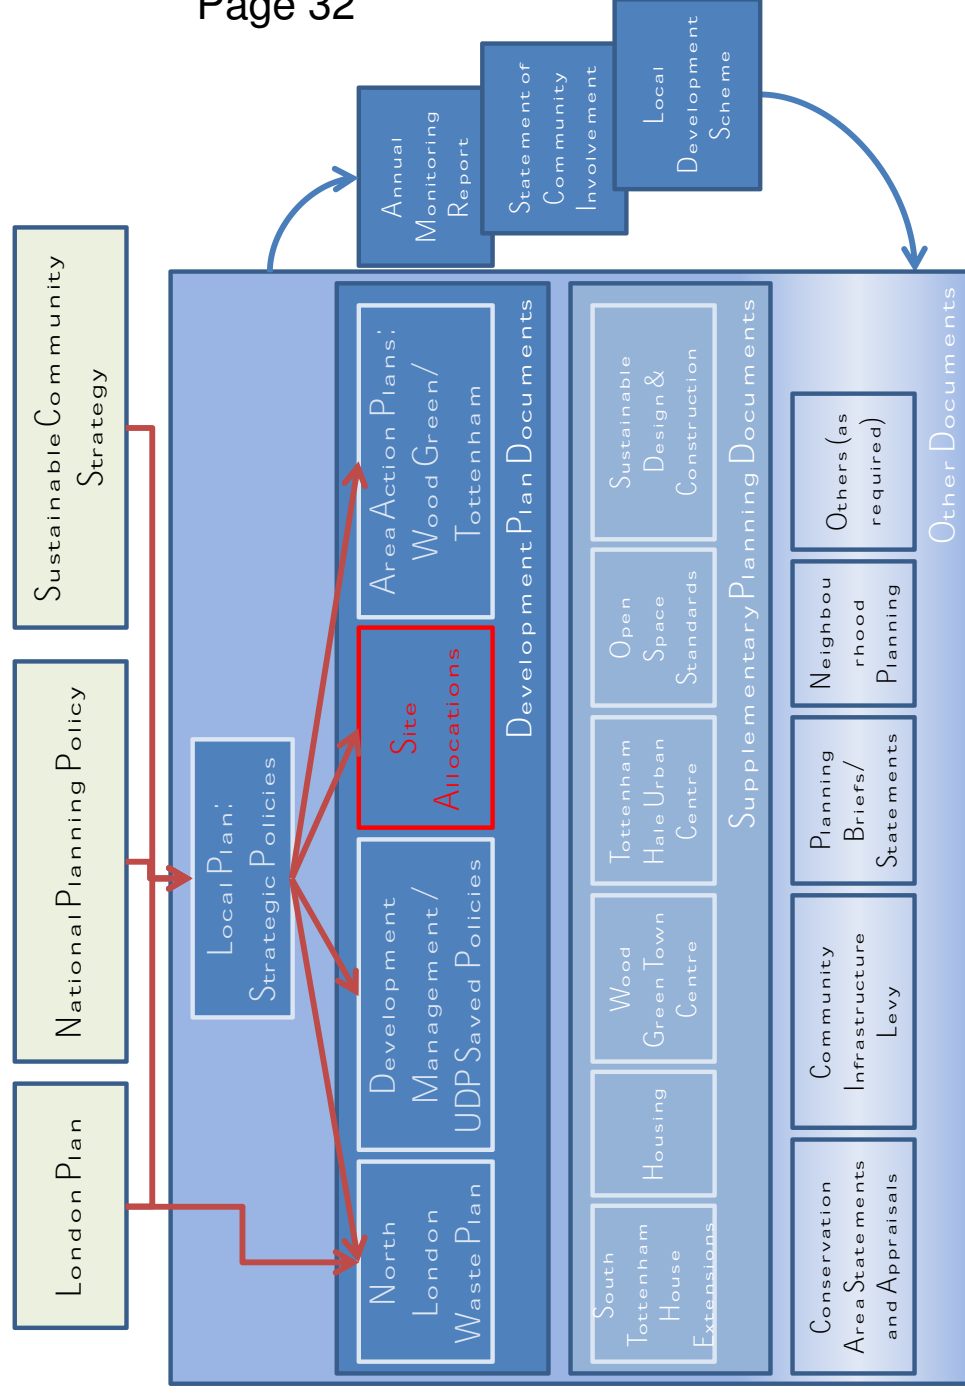 Page 32
London Plan
National Planning Policy
Sustainable Community
Strategy
Local Plan:
Strategic Policies
North
London
Waste Plan
Development
Management /
UDP Saved Policies
Site
Allocations
Area Action Plans:
Wood Green/
Tottenham
Development Plan Documents
South
Tottenham
House
Extensions
Housing
Wood
Green Town
Centre
Tottenham
Hale Urban
Centre
Open
Space
Standards
Sustainable
Design &
Construction
Supplementary Planning Documents
Conservation
Area Statements
and Appraisals
Community
Infrastructure
Levy
Planning
Briefs/
Statements
Neighbou
rhood
Planning
Others (as
required)
Other Documents
Annual
Monitoring
Report
Statement of
Community
Involvement
Local
Development
Scheme